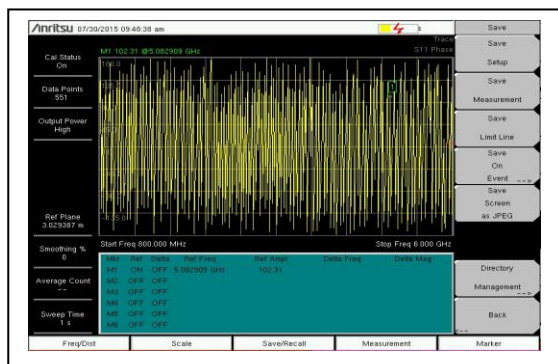 Anritsu 07/30/2015 09:48:38 am
Save
Trace
M1 102.31 @5.082909 GHz
S11 Phase
Cal Status
On
Data Points
551
Output Power
High
Ref Plane
3.029387 m
Smoothing %
0
Average Count
--
Sweep Time
1 s
Start Freq 800.000 MHz
Stop Freq 6.000 GHz
Mkr Ref Delta Ref Freq Ref Ampl Delta Freq Delta Mag
M1 ON OFF 5.082909 GHz 102.31
M2 OFF OFF
M3 OFF OFF
M4 OFF OFF
M5 OFF OFF
M6 OFF OFF
Save
Setup
Save
Measurement
Save
Limit Line
Save
On
Event -->
Save
Screen
as JPEG
Directory
Management -->
Back
<--
Freq/Dist
Scale
Save/Recall
Measurement
Marker